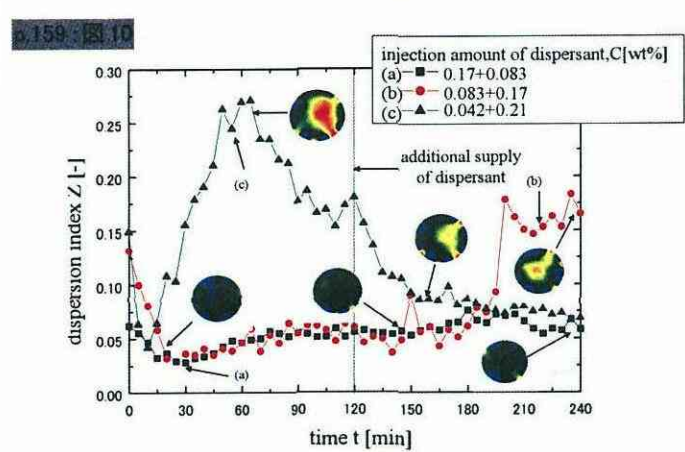 p.159：図10
injection amount of dispersant,C[wt%]
(a) 0.17+0.083
(b) 0.083+0.17
(c) 0.042+0.21
0.30
0.25
0.20
0.15
0.10
0.05
0.00
dispersion index Z [-]
(c)
additional supply
of dispersant
(b)
(a)
0 30 60 90 120 150 180 210 240
time t [min]